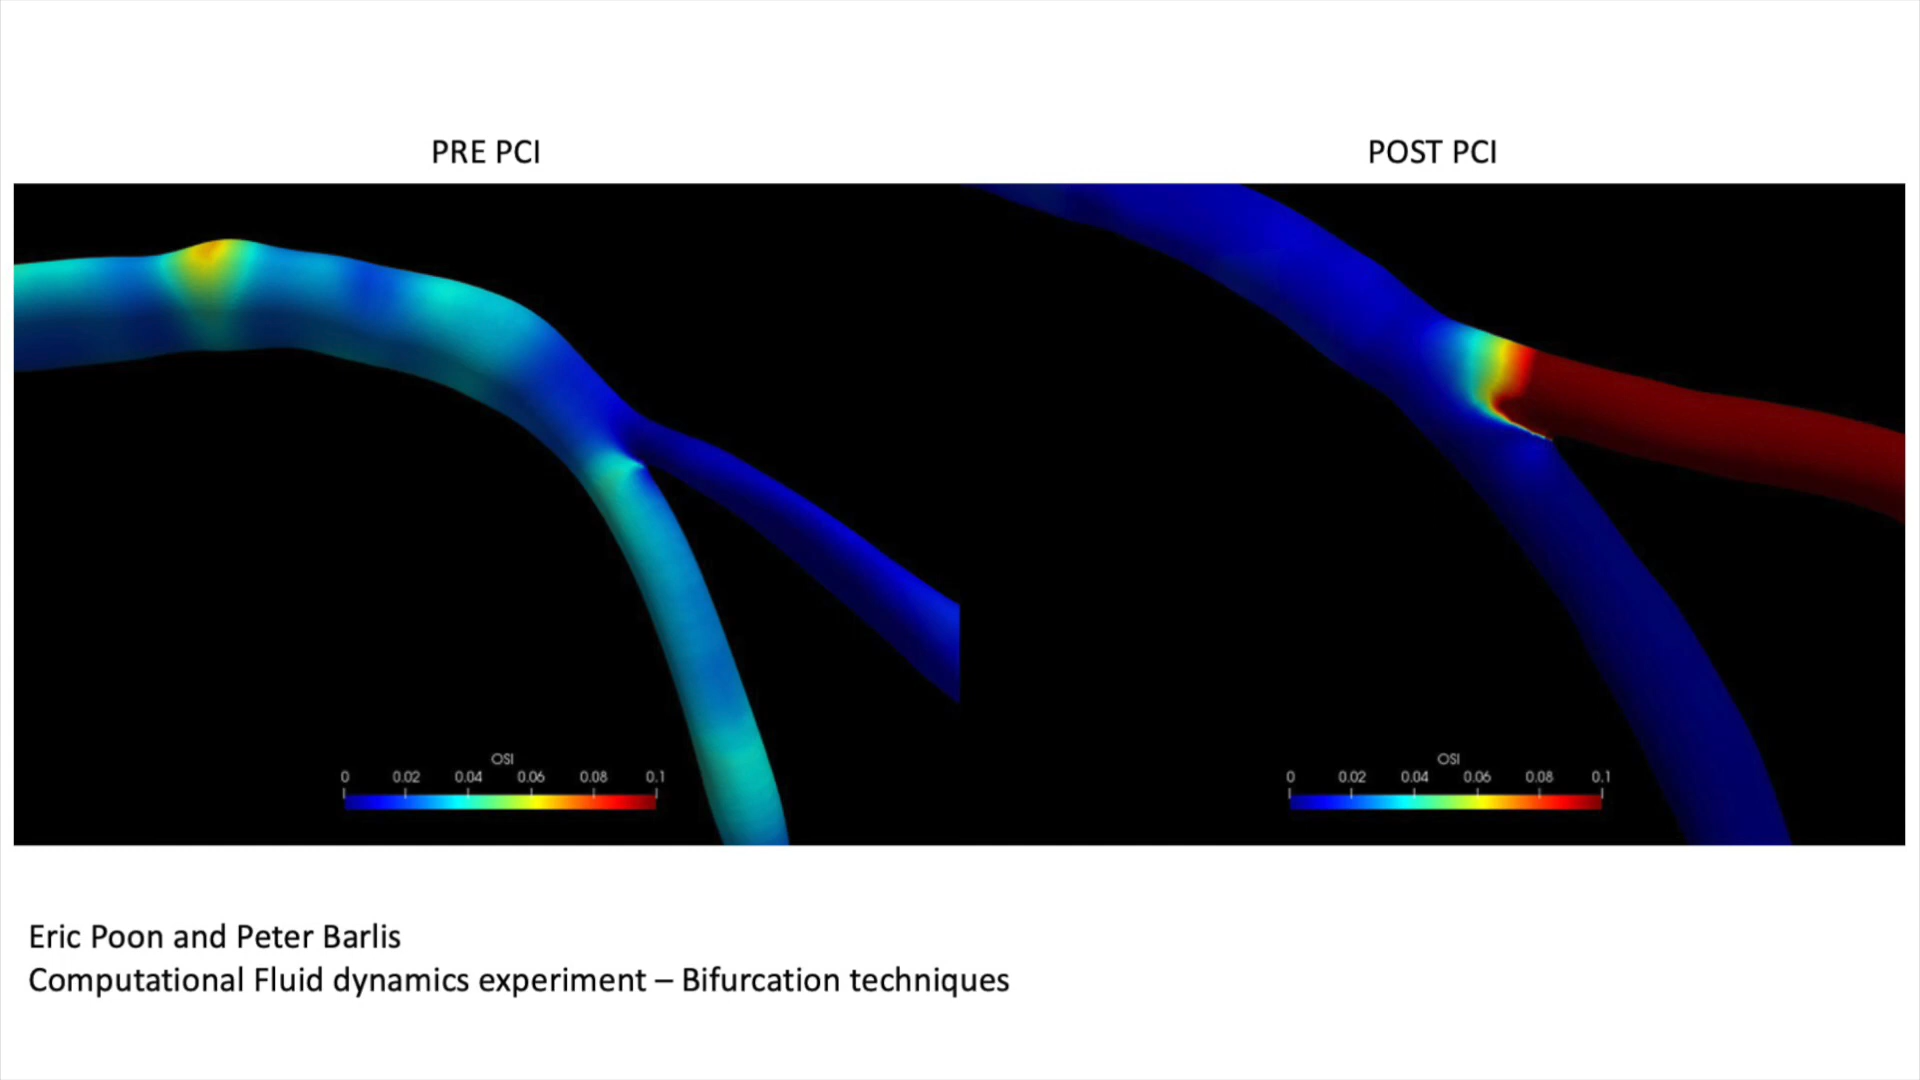 PRE PCI
POST PCI
OSI
0 0.02 0.04 0.06 0.08 0.1
OSI
0 0.02 0.04 0.06 0.08 0.1
Eric Poon and Peter Barlis
Computational Fluid dynamics experiment – Bifurcation techniques